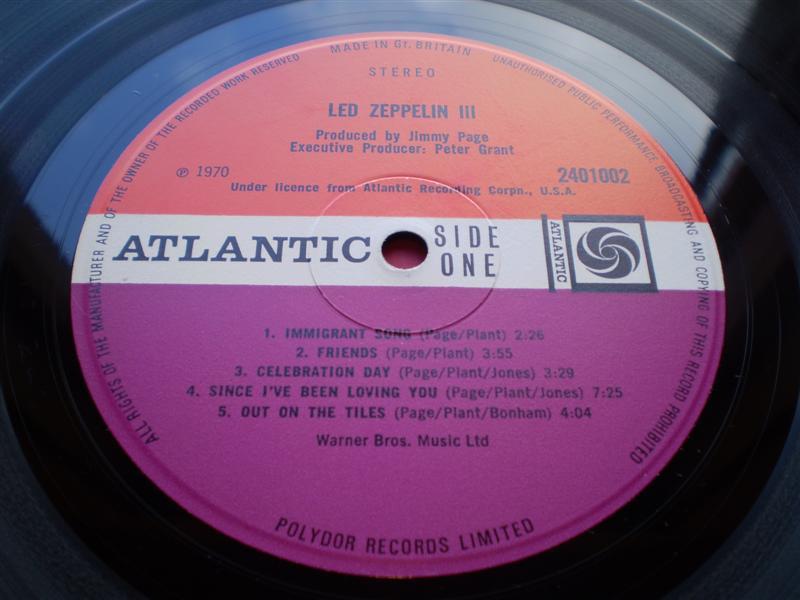 MADE IN Gt. BRITAIN
ALL RIGHTS OF THE MANUFACTURER AND OF THE OWNER OF THE RECORDED WORK RESERVED
UNAUTHORISED PUBLIC PERFORMANCE BROADCASTING AND COPYING OF THIS RECORD PROHIBITED
STEREO
LED ZEPPELIN III
Produced by Jimmy Page
Executive Producer: Peter Grant
℗ 1970
2401002
Under licence from Atlantic Recording Corpn., U.S.A.
ATLANTIC
SIDE
ONE
ATLANTIC
1. IMMIGRANT SONG (Page/Plant) 2:26
2. FRIENDS (Page/Plant) 3:55
3. CELEBRATION DAY (Page/Plant/Jones) 3:29
4. SINCE I'VE BEEN LOVING YOU (Page/Plant/Jones) 7:25
5. OUT ON THE TILES (Page/Plant/Bonham) 4:04
Warner Bros. Music Ltd
POLYDOR RECORDS LIMITED